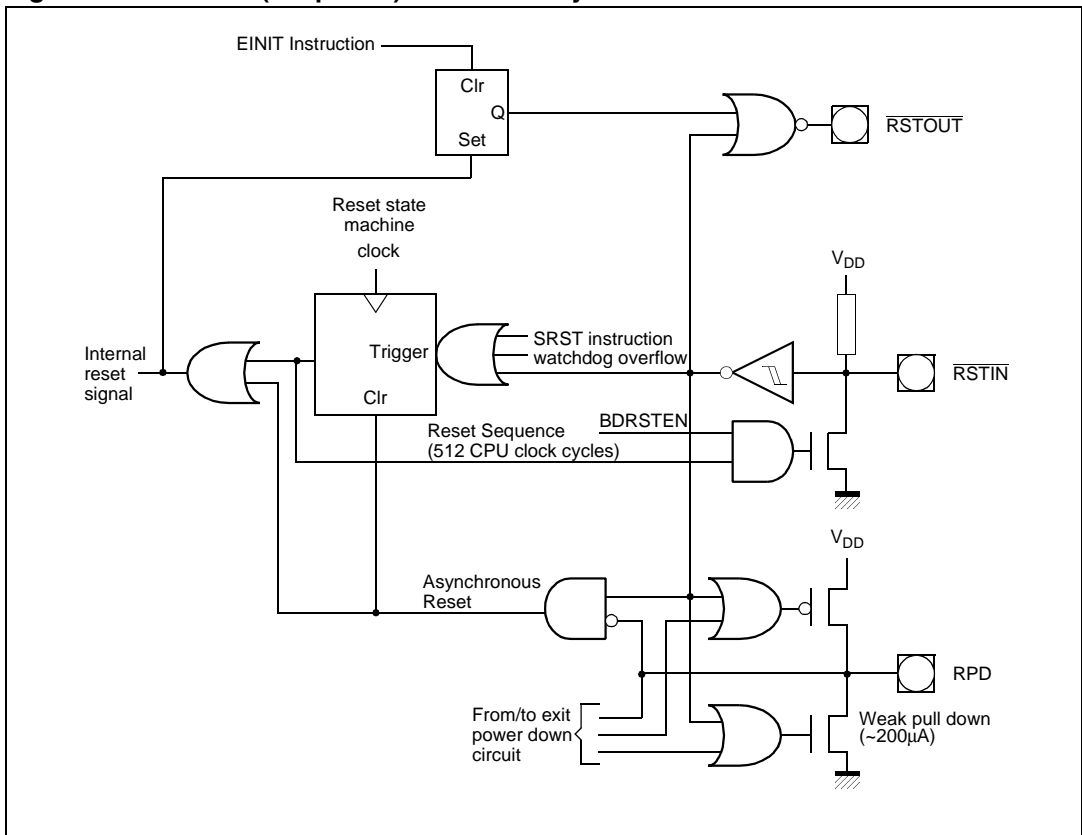 EINIT Instruction
Clr
Q
Set
RSTOUT
Reset state
machine
clock
VDD
Trigger
SRST instruction
watchdog overflow
Internal
reset
signal
RSTIN
Clr
BDRSTEN
Reset Sequence
(512 CPU clock cycles)
VDD
Asynchronous
Reset
RPD
From/to exit
power down
circuit
Weak pull down
(~200μA)